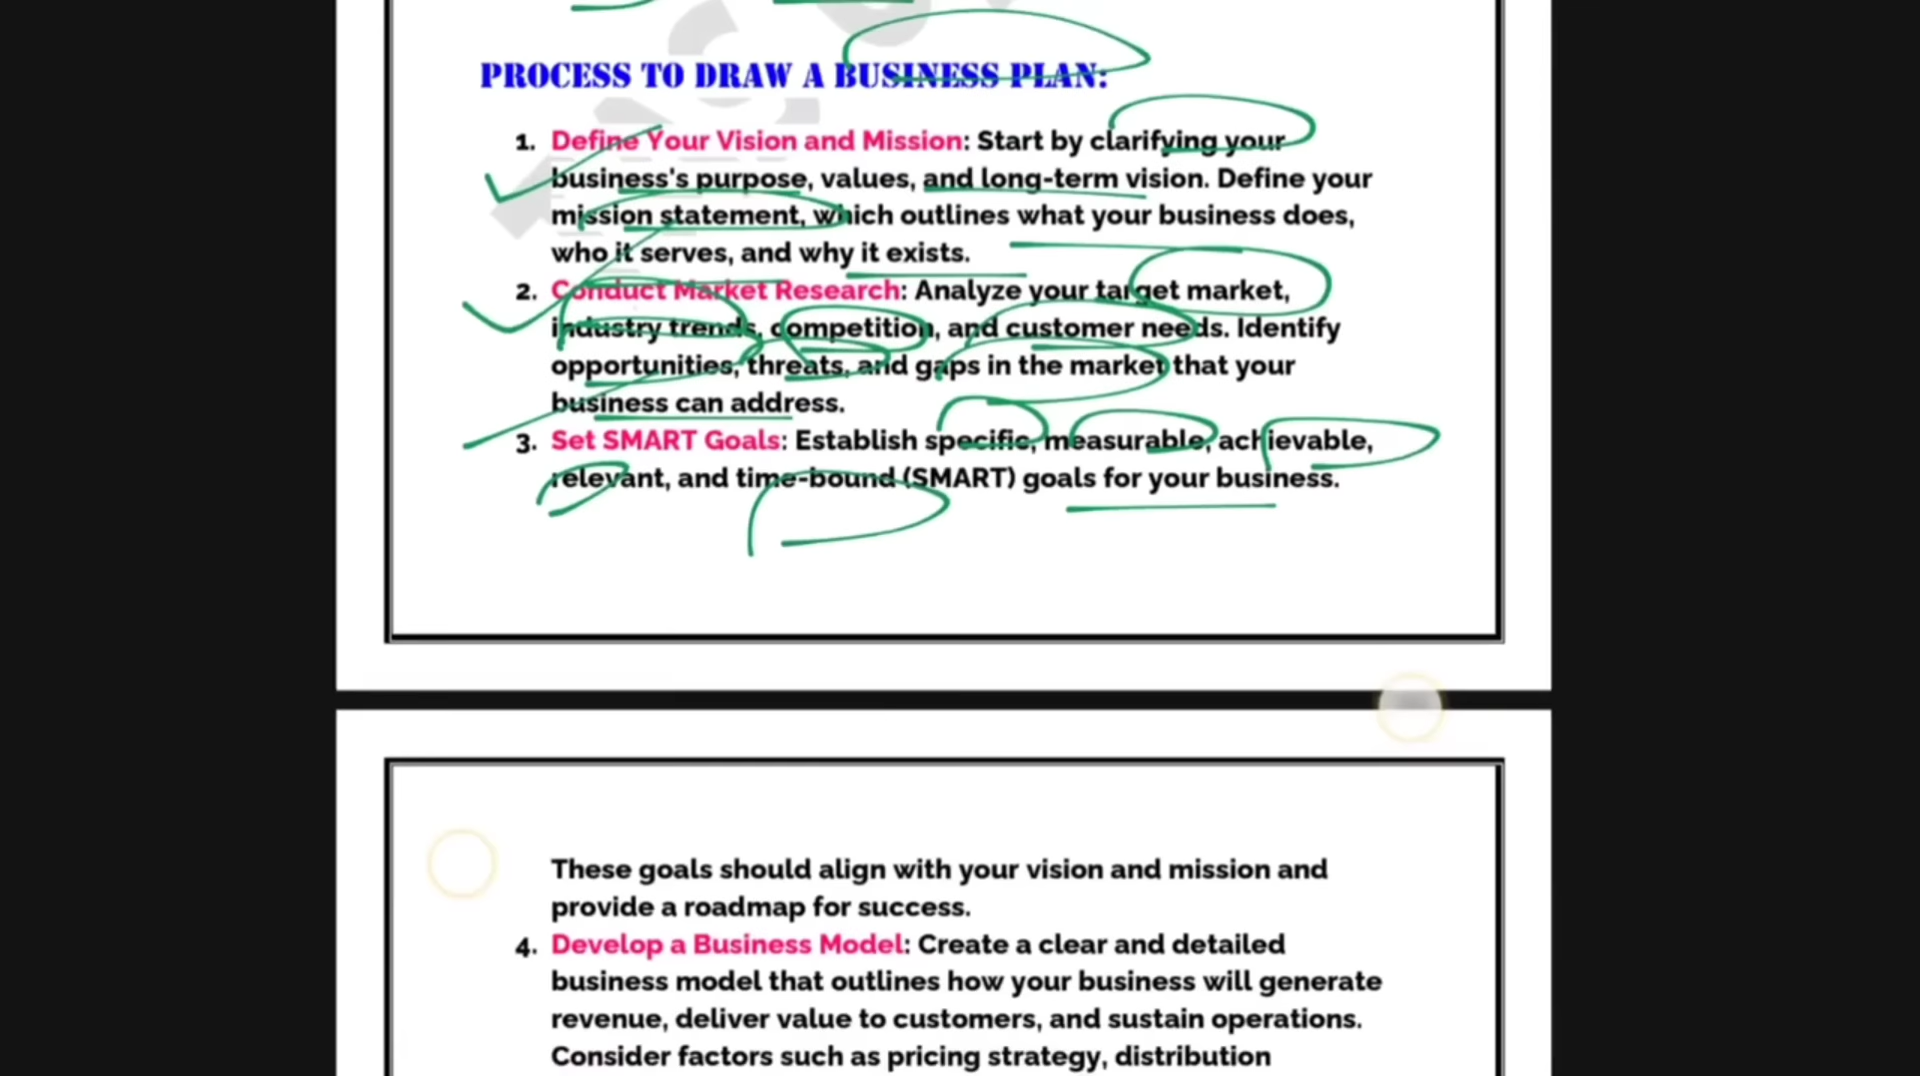 PROCESS TO DRAW A BUSINESS PLAN:
1. Define Your Vision and Mission: Start by clarifying your
business's purpose, values, and long-term vision. Define your
mission statement, which outlines what your business does,
who it serves, and why it exists.
2. Conduct Market Research: Analyze your target market,
industry trends, competition, and customer needs. Identify
opportunities, threats, and gaps in the market that your
business can address.
3. Set SMART Goals: Establish specific, measurable, achievable,
relevant, and time-bound (SMART) goals for your business.
These goals should align with your vision and mission and
provide a roadmap for success.
4. Develop a Business Model: Create a clear and detailed
business model that outlines how your business will generate
revenue, deliver value to customers, and sustain operations.
Consider factors such as pricing strategy, distribution